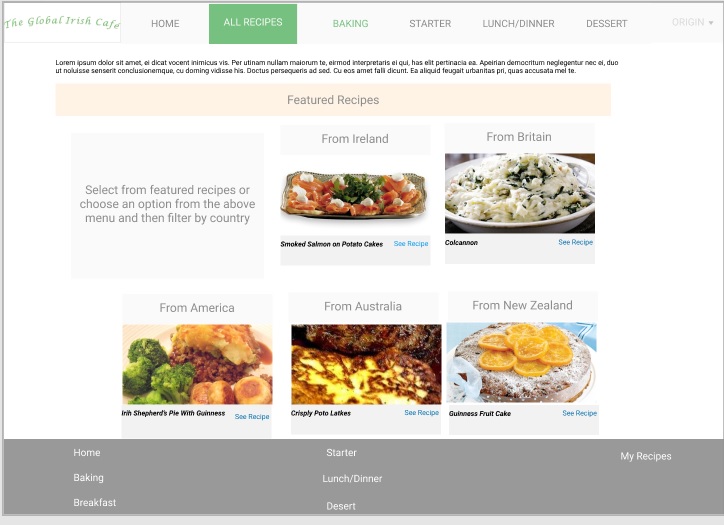 The Global Irish Cafe
HOME
ALL RECIPES
BAKING
STARTER
LUNCH/DINNER
DESSERT
ORIGIN
Lorem ipsum dolor sit amet, ei dicat vocent inimicus vis. Per utinam nullam maiorum te, eirmod interpretaris ei qui, has elit pertinacia ea. Apeirian democritum neglegentur nec ei, duo
ut noluisse senserit conclusionemque, cu doming vidisse his. Doctus persequeris ad sed. Cu eos amet falli dicunt. Ea aliquid feugait urbanitas pri, quas accusata mel te.
Featured Recipes
Select from featured recipes or
choose an option from the above
menu and then filter by country
From Ireland
Smoked Salmon on Potato Cakes
See Recipe
From Britain
Colcannon
See Recipe
From America
Irih Shepherd's Pie With Guinness
See Recipe
From Australia
Crisply Poto Latkes
See Recipe
From New Zealand
Guinness Fruit Cake
See Recipe
Home
Starter
My Recipes
Baking
Lunch/Dinner
Breakfast
Desert